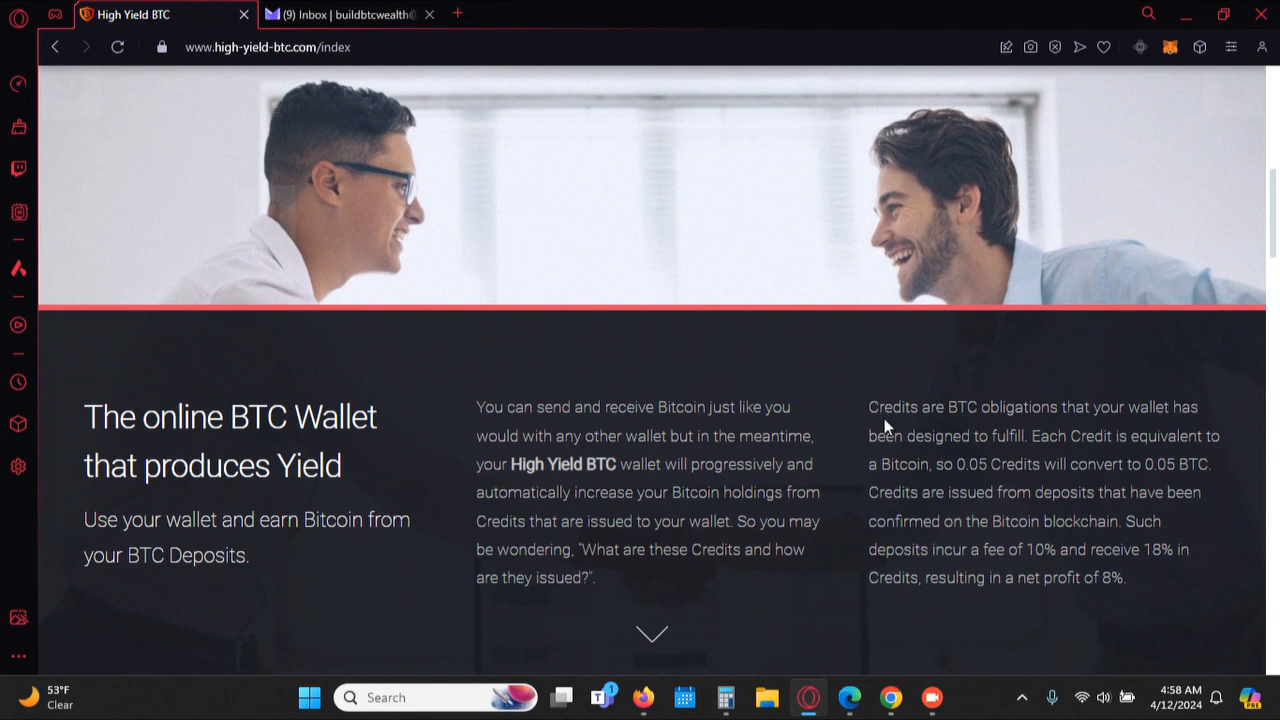 High Yield BTC
(9) Inbox | buildbtcwealth@
www.high-yield-btc.com/index
The online BTC Wallet
that produces Yield
Use your wallet and earn Bitcoin from
your BTC Deposits.
You can send and receive Bitcoin just like you
would with any other wallet but in the meantime,
your High Yield BTC wallet will progressively and
automatically increase your Bitcoin holdings from
Credits that are issued to your wallet. So you may
be wondering, "What are these Credits and how
are they issued?".
Credits are BTC obligations that your wallet has
been designed to fulfill. Each Credit is equivalent to
a Bitcoin, so 0.05 Credits will convert to 0.05 BTC.
Credits are issued from deposits that have been
confirmed on the Bitcoin blockchain. Such
deposits incur a fee of 10% and receive 18% in
Credits, resulting in a net profit of 8%.
53°F
Clear
Search
1
4:58 AM
4/12/2024
PRE